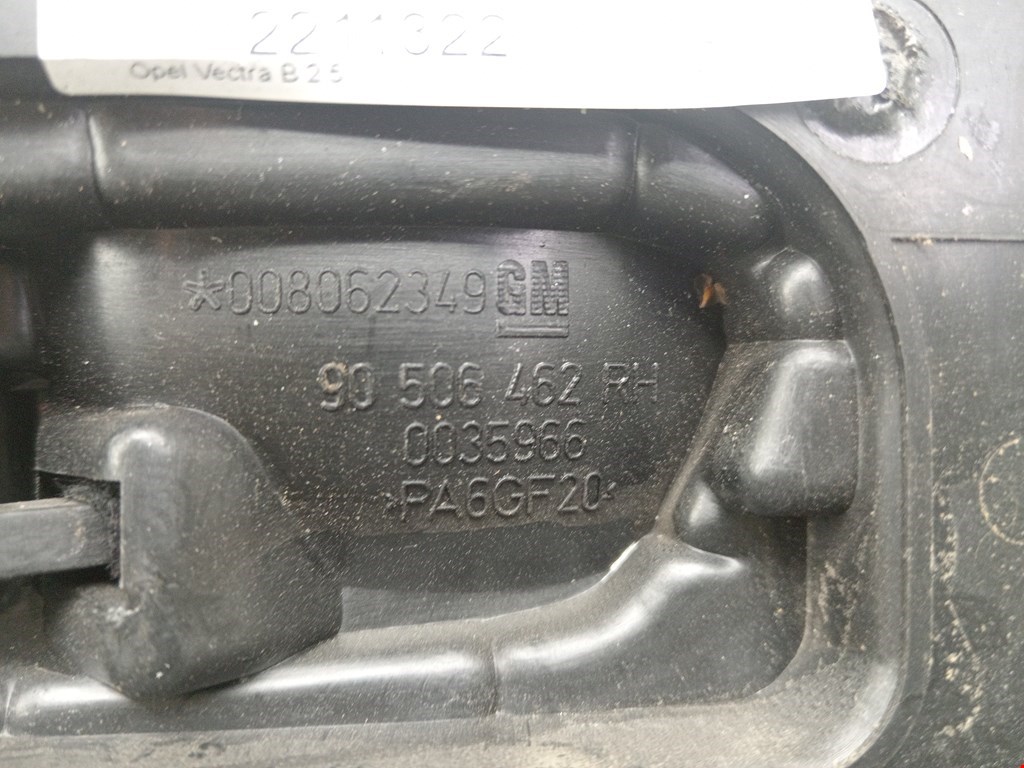 2211322
Opel Vectra B 2 5
*008062349 GM
90 506 462 RH
0035966
>PA6GF20<